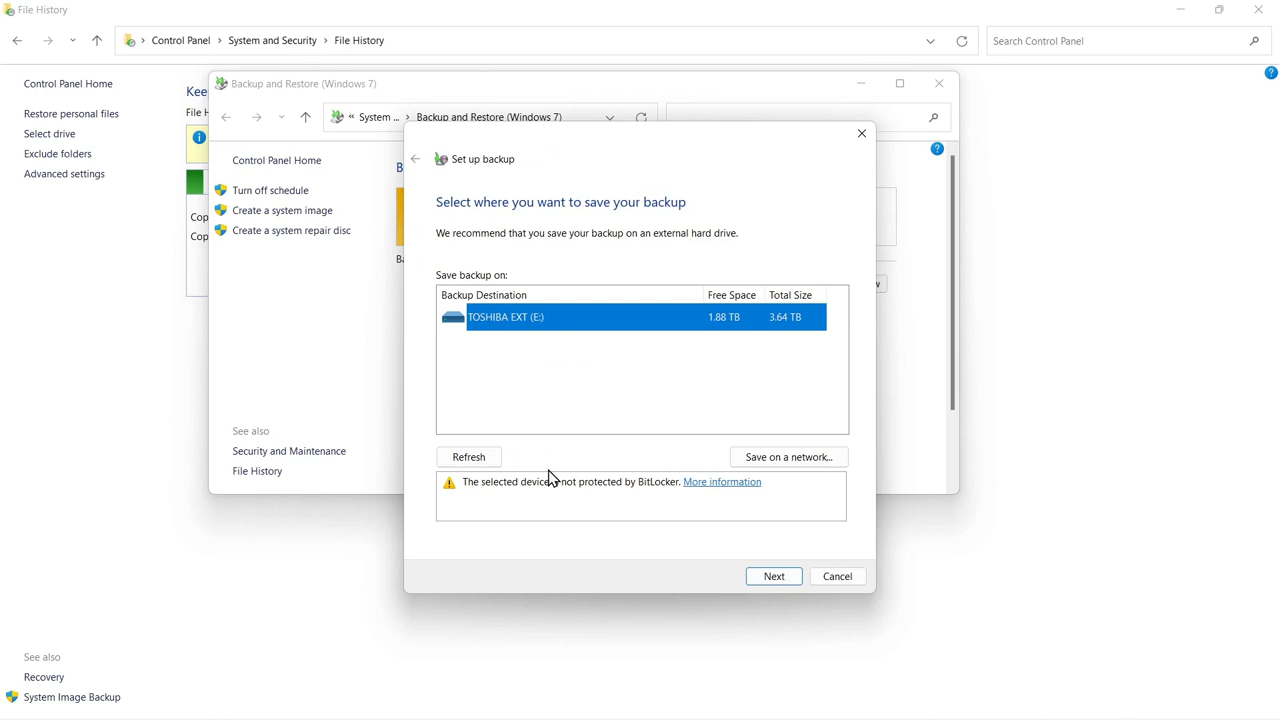 File History
Control Panel > System and Security > File History
Search Control Panel
Control Panel Home
Restore personal files
Select drive
Exclude folders
Advanced settings
Kee
File H
Cop
Cop
Backup and Restore (Windows 7)
« System ... > Backup and Restore (Windows 7)
Control Panel Home
Turn off schedule
Create a system image
Create a system repair disc
B
Ba
w
See also
Security and Maintenance
File History
Set up backup
Select where you want to save your backup
We recommend that you save your backup on an external hard drive.
Save backup on:
Backup Destination Free Space Total Size
TOSHIBA EXT (E:) 1.88 TB 3.64 TB
Refresh Save on a network...
The selected device not protected by BitLocker. More information
Next Cancel
See also
Recovery
System Image Backup